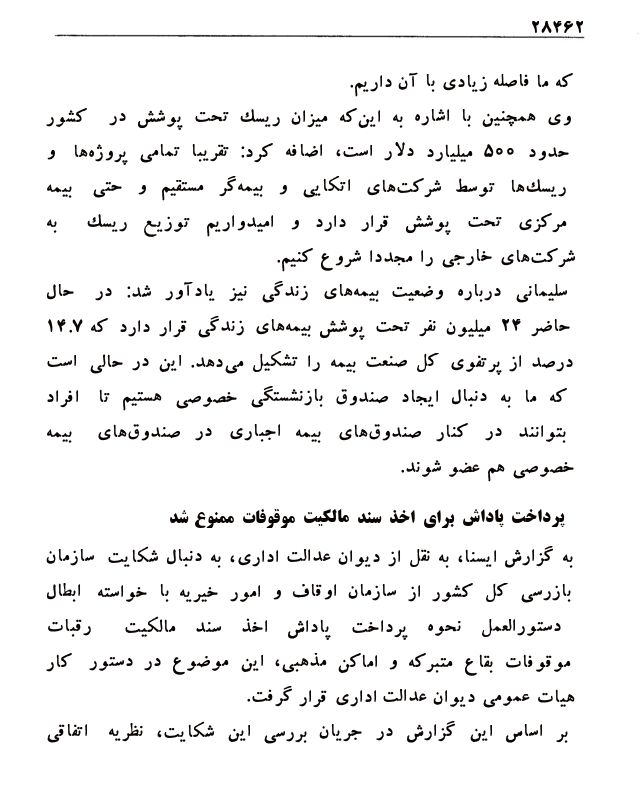 ۲۸۴۶۲
که ما فاصله زیادی با آن داریم.
وی همچنین با اشاره به این‌که میزان ریسك تحت پوشش در کشور
حدود ۵۰۰ میلیارد دلار است، اضافه کرد: تقریبا تمامی پروژه‌ها و
ریسك‌ها توسط شرکت‌های اتکایی و بیمه‌گر مستقیم و حتی بیمه
مرکزی تحت پوشش قرار دارد و امیدواریم توزیع ریسك به
شرکت‌های خارجی را مجددا شروع کنیم.
سلیمانی درباره وضعیت بیمه‌های زندگی نیز یادآور شد: در حال
حاضر ۲۴ میلیون نفر تحت پوشش بیمه‌های زندگی قرار دارد که ۱۴.۷
درصد از پرتفوی کل صنعت بیمه را تشکیل می‌دهد. این در حالی است
که ما به دنبال ایجاد صندوق بازنشستگی خصوصی هستیم تا افراد
بتوانند در کنار صندوق‌های بیمه اجباری در صندوق‌های بیمه
خصوصی هم عضو شوند.
پرداخت پاداش برای اخذ سند مالکیت موقوفات ممنوع شد
به گزارش ایسنا، به نقل از دیوان عدالت اداری، به دنبال شکایت سازمان
بازرسی کل کشور از سازمان اوقاف و امور خیریه با خواسته ابطال
دستورالعمل نحوه پرداخت پاداش اخذ سند مالکیت رقبات
موقوفات بقاع متبرکه و اماکن مذهبی، این موضوع در دستور کار
هیات عمومی دیوان عدالت اداری قرار گرفت.
بر اساس این گزارش در جریان بررسی این شکایت، نظریه اتفاقی